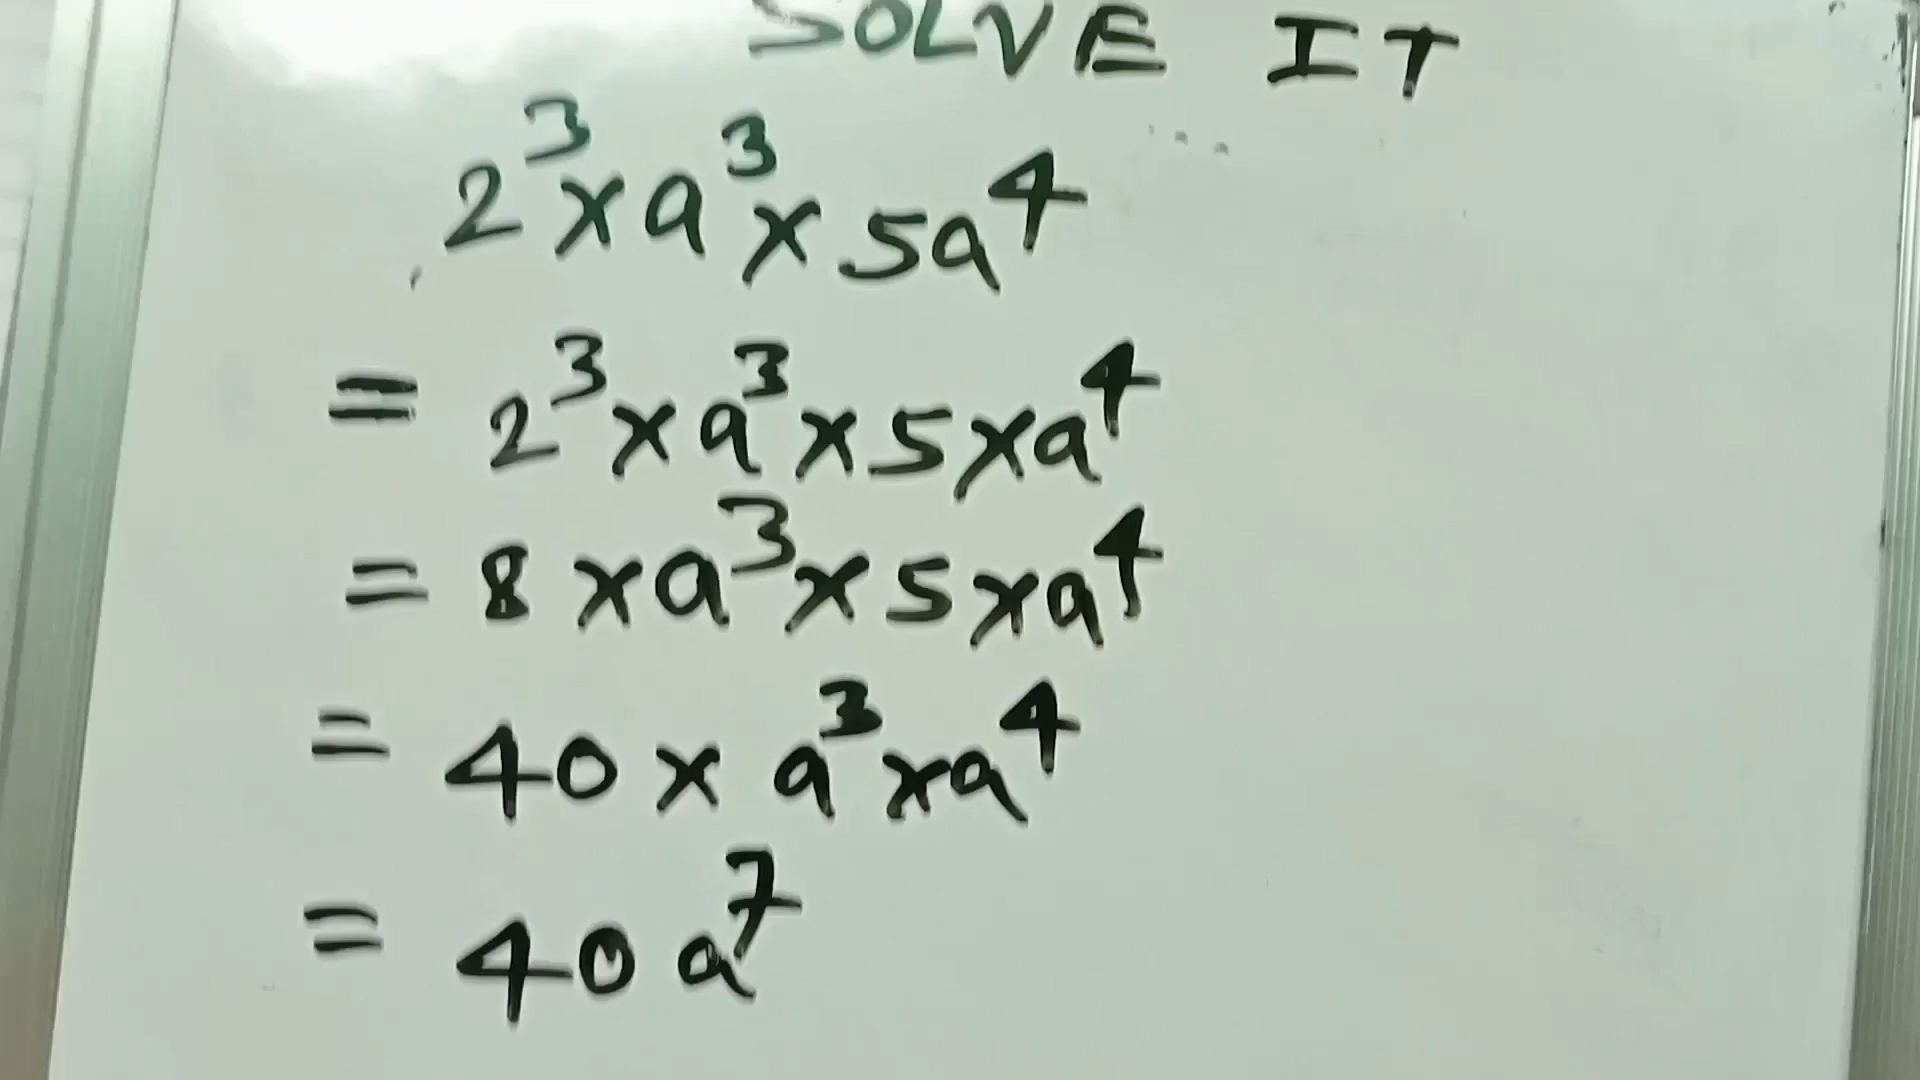 SOLVE IT
2³×a³×5a⁴
= 2³×a³×5×a⁴
= 8×a³×5×a⁴
= 40×a³×a⁴
= 40a⁷